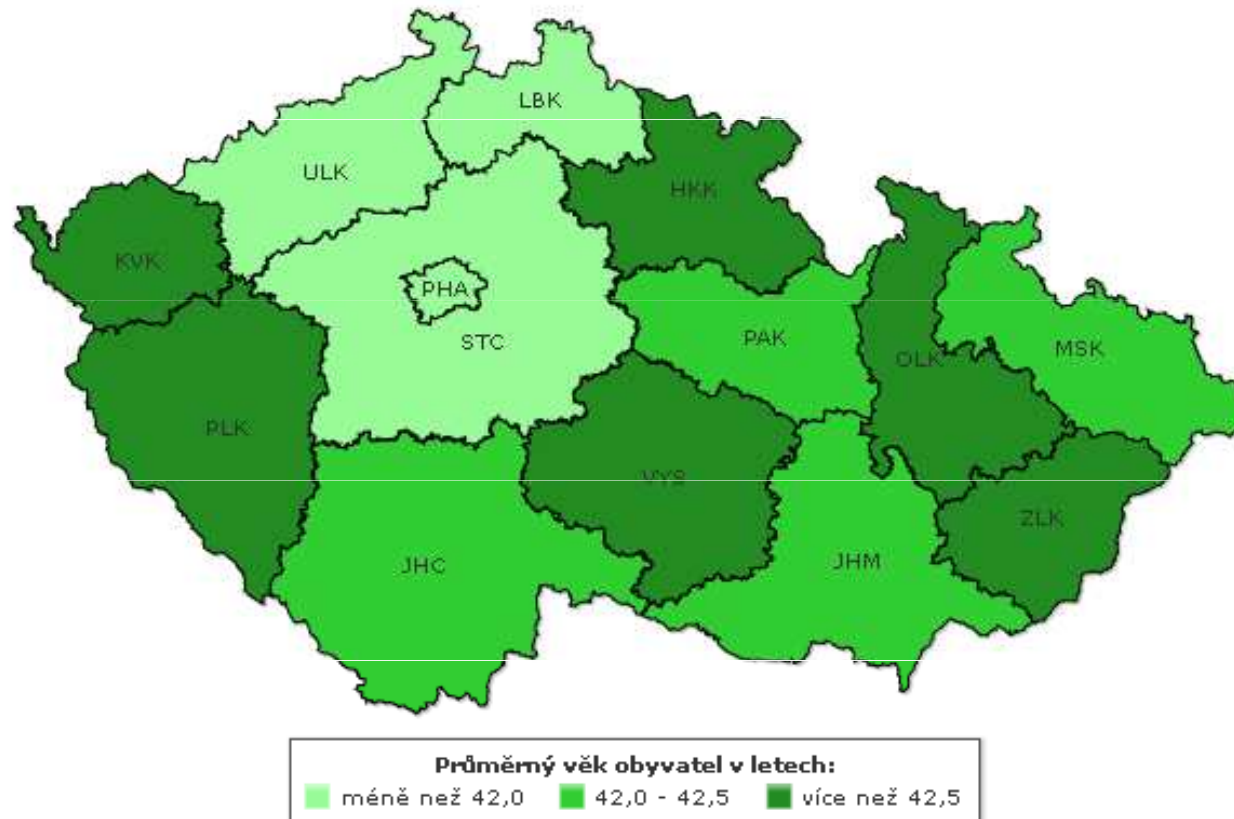 LBK
ULK
HKK
KVK
PHA
STC
PAK
OLK
MSK
PLK
VYS
ZLK
JHC
JHM
Průměrný věk obyvatel v letech:
méně než 42,0 42,0 - 42,5 více než 42,5